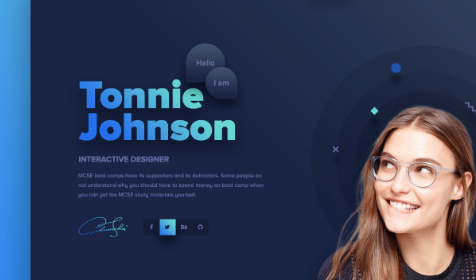 Hello
I am
Tonnie
Johnson
INTERACTIVE DESIGNER
MCSE boot camps have its supporters and its detractors. Some people do
not understand why you should have to spend money on boot camp when
you can get the MCSE study materials yourself.
Bē